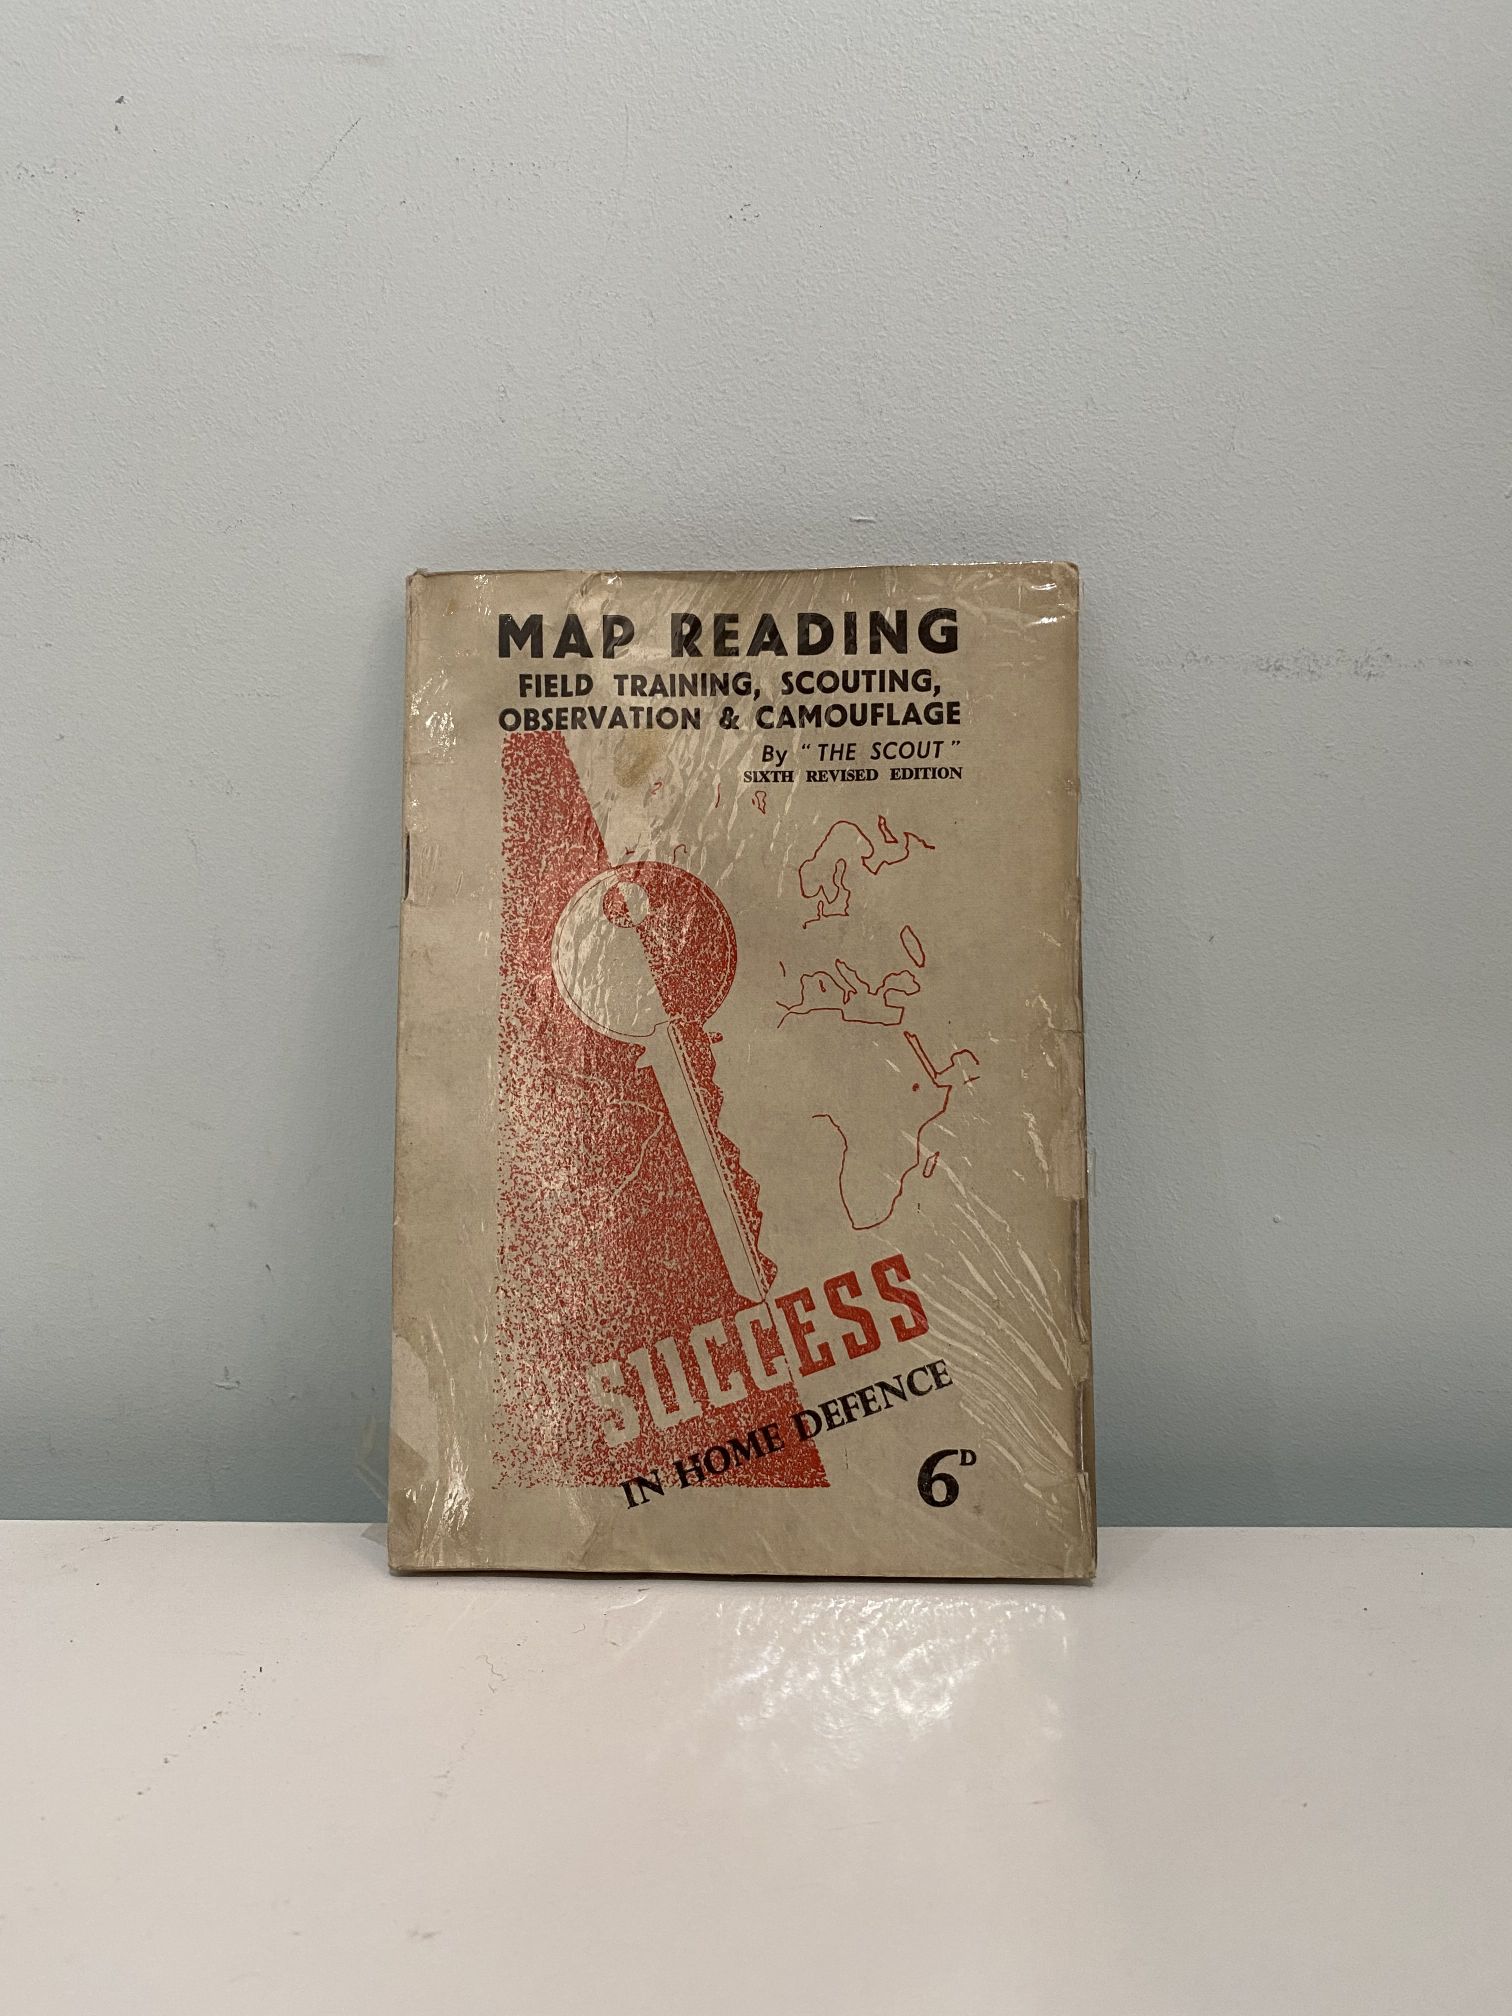 MAP READING
FIELD TRAINING, SCOUTING,
OBSERVATION & CAMOUFLAGE
By "THE SCOUT"
SIXTH REVISED EDITION
SUCCESS
IN HOME DEFENCE
6D